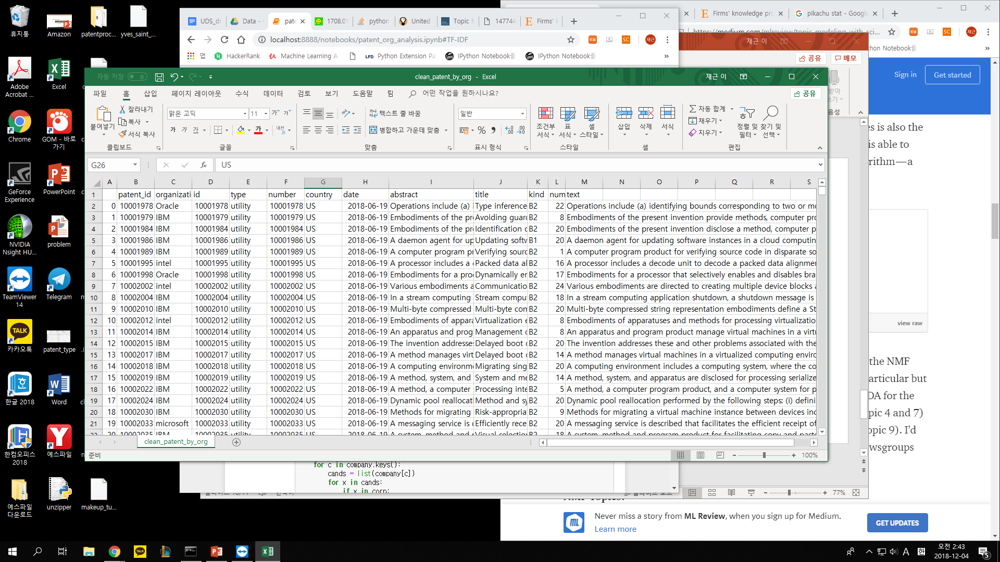 휴지통
Amazon
patentproc...
yves_saint_...
Adobe Acrobat ...
Excel
Chrome
GOM - 바로 가기
GeForce Experience
PowerPoint
NVIDIA Nsight HU...
problem
TeamViewer 14
Telegram
카카오톡
patent_type
한글 2018
Word
한컴오피스 2018
예스파일
예스파일 다운로드
unzipper
makeup_tu...
UDS_dr
Data -
pate
1708.01
python
United
Topic M
147744
Firms' k
localhost:8888/notebooks/patent_org_analysis.ipynb#TF-IDF
앱
HackerRank
Machine Learning A
LFD Python Extension Pa
IPython Notebook을
IPython Notebook을
Firms' knowledge pro
pikachu stat - Google
https://medium.com/mlreview/topic-modeling-with-sci...
재근 이
공유
메모
Sign in
Get started
자동 저장
clean_patent_by_org - Excel
재근 이
파일 홈 삽입 페이지 레이아웃 수식 데이터 검토 보기 도움말 팀 어떤 작업을 원하시나요?
공유
붙여넣기
잘라내기
복사
서식 복사
클립보드
맑은 고딕 11
글꼴
텍스트 줄 바꿈
병합하고 가운데 맞춤
맞춤
일반
표시 형식
조건부 서식
표 서식
셀 스타일
스타일
삽입
삭제
서식
셀
자동 합계
채우기
지우기
정렬 및 필터
찾기 및 선택
편집
G26
fx
US
A B C D E F G H I J K L M N O P Q R S
1 patent_id organizati id type number country date abstract title kind num text
2 0 10001978 Oracle 10001978 utility 10001978 US 2018-06-19 Operations include (a) i Type inference B2 22 Operations include (a) identifying bounds corresponding to two or mo
3 1 10001979 IBM 10001979 utility 10001979 US 2018-06-19 Embodiments of the pre Avoiding guard B2 8 Embodiments of the present invention provide methods, computer pro
4 2 10001984 IBM 10001984 utility 10001984 US 2018-06-19 Embodiments of the pre Identification o B2 20 Embodiments of the present invention disclose a method, computer p
5 3 10001986 IBM 10001986 utility 10001986 US 2018-06-19 A daemon agent for up Updating softw B1 20 A daemon agent for updating software instances in a cloud computin
6 4 10001989 IBM 10001989 utility 10001989 US 2018-06-19 A computer program pr Verifying sourc B2 1 A computer program product for verifying source code in disparate so
7 5 10001995 intel 10001995 utility 10001995 US 2018-06-19 A processor includes a d Packed data al B2 16 A processor includes a decode unit to decode a packed data alignmen
8 6 10001998 Oracle 10001998 utility 10001998 US 2018-06-19 Embodiments for a proc Dynamically en B2 17 Embodiments for a processor that selectively enables and disables bra
9 7 10002002 intel 10002002 utility 10002002 US 2018-06-19 Various embodiments a Communicatio B2 24 Various embodiments are directed to creating multiple device blocks a
10 8 10002004 IBM 10002004 utility 10002004 US 2018-06-19 In a stream computing Stream comput B2 18 In a stream computing application shutdown, a shutdown message is
11 9 10002010 IBM 10002010 utility 10002010 US 2018-06-19 Multi-byte compressed Multi-byte com B2 20 Multi-byte compressed string representation embodiments define a St
12 10 10002012 intel 10002012 utility 10002012 US 2018-06-19 Embodiments of appara Virtualization e B2 8 Embodiments of apparatuses and methods for processing virtualizatio
13 11 10002014 IBM 10002014 utility 10002014 US 2018-06-19 An apparatus and prog Management o B2 8 An apparatus and program product manage virtual machines in a virtu
14 12 10002015 IBM 10002015 utility 10002015 US 2018-06-19 The invention addresse Delayed boot o B2 20 The invention addresses these and other problems associated with the
15 13 10002017 IBM 10002017 utility 10002017 US 2018-06-19 A method manages virt Delayed boot o B2 14 A method manages virtual machines in a virtualized computing enviro
16 14 10002018 IBM 10002018 utility 10002018 US 2018-06-19 A computing environme Migrating singl B2 20 A computing environment includes a computing system, where the co
17 15 10002019 IBM 10002019 utility 10002019 US 2018-06-19 A method, system, and System and me B2 14 A method, system, and apparatus are disclosed for processing serialize
18 16 10002022 IBM 10002022 utility 10002022 US 2018-06-19 A method, a computer Processing inte B2 5 A method, a computer program product, and a computer system for p
19 17 10002024 IBM 10002024 utility 10002024 US 2018-06-19 Dynamic pool reallocati Method and sy B2 20 Dynamic pool reallocation performed by the following steps: (i) defini
20 18 10002030 IBM 10002030 utility 10002030 US 2018-06-19 Methods for migrating Risk-appropria B2 9 Methods for migrating a virtual machine instance between devices inc
21 19 10002033 microsoft 10002033 utility 10002033 US 2018-06-19 A messaging service is d Efficiently rece B2 20 A messaging service is described that facilitates the efficient receipt of
22 20 10002035 IBM 10002035 utility 10002035 US 2018-06-19 A system, method and p Visual selection B2 18 A system, method and program product for facilitating copy and paste
clean_patent_by_org
준비
100%
for c in company.keys():
cands = list(company[c])
for x in cands:
if x in corp:
77%
es is also the
is able to
rithm—a
view raw
the NMF
articular but
DA for the
pic 4 and 7)
opic 9). I'd
wsgroups
NMF Topics:
Never miss a story from ML Review, when you sign up for Medium.
Learn more
GET UPDATES
A
한
오전 2:43
2018-12-04
5